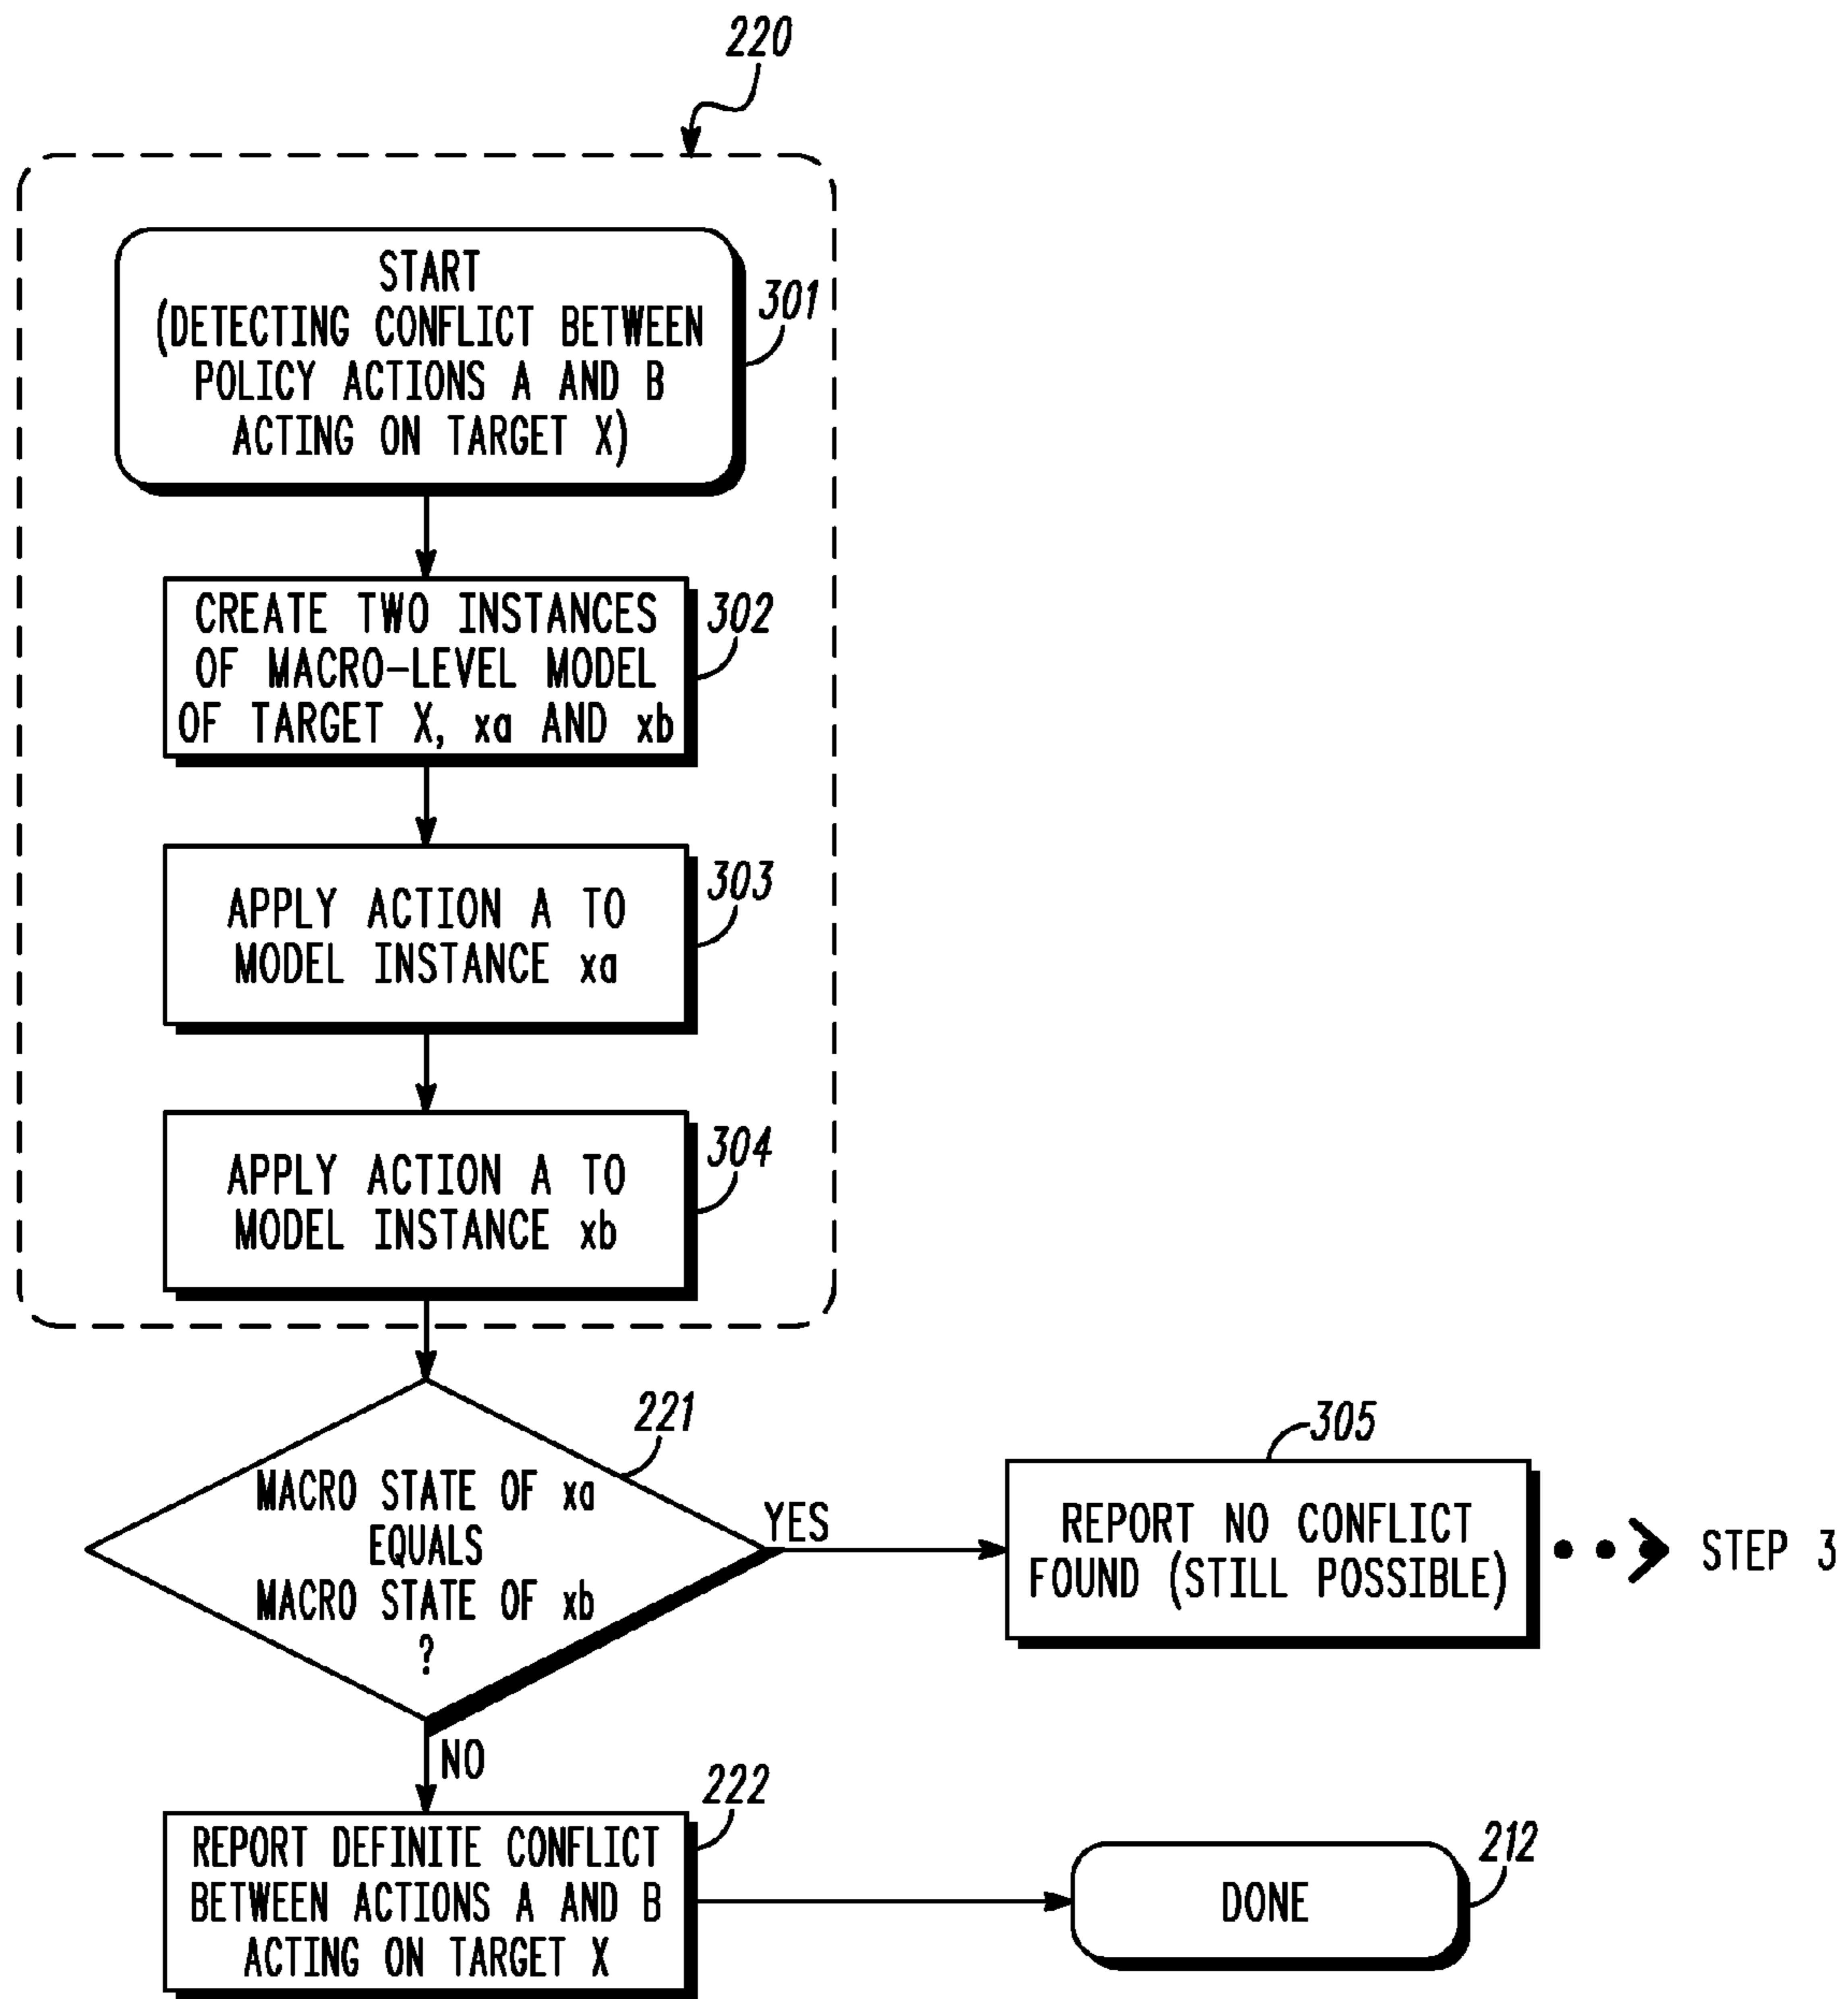 220
START
(DETECTING CONFLICT BETWEEN
POLICY ACTIONS A AND B
ACTING ON TARGET X)
301
CREATE TWO INSTANCES
OF MACRO-LEVEL MODEL
OF TARGET X, xa AND xb
302
APPLY ACTION A TO
MODEL INSTANCE xa
303
APPLY ACTION A TO
MODEL INSTANCE xb
304
MACRO STATE OF xa
EQUALS
MACRO STATE OF xb
?
221
YES
305
REPORT NO CONFLICT
FOUND (STILL POSSIBLE)
STEP 3
NO
REPORT DEFINITE CONFLICT
BETWEEN ACTIONS A AND B
ACTING ON TARGET X
222
DONE
212